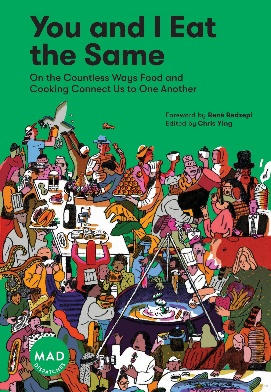 You and I Eat
the Same
On the Countless Ways Food and
Cooking Connect Us to One Another
Foreword by René Redzepi
Edited by Chris Ying
MAD
DISPATCHES